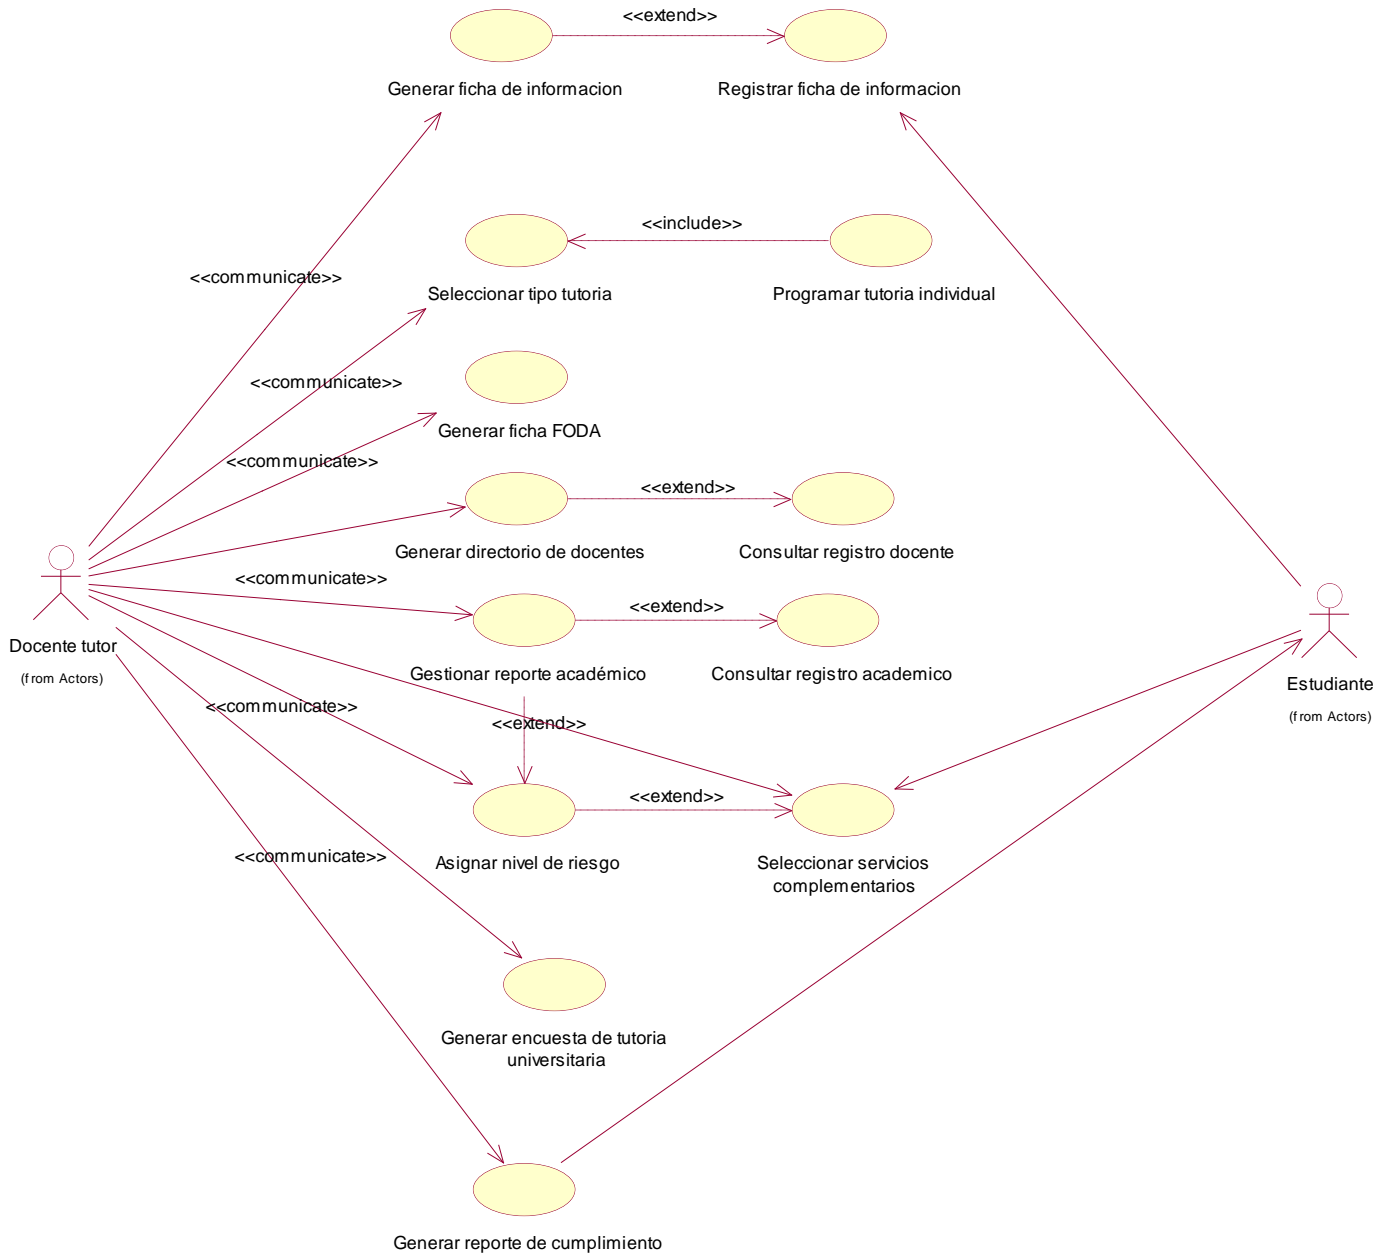 <<extend>>
Generar ficha de informacion
Registrar ficha de informacion
<<include>>
<<communicate>>
Seleccionar tipo tutoria
Programar tutoria individual
<<communicate>>
Generar ficha FODA
<<communicate>>
<<extend>>
Generar directorio de docentes
Consultar registro docente
<<communicate>>
<<extend>>
Docente tutor
(from Actors)
Gestionar reporte académico
Consultar registro academico
Estudiante
(from Actors)
<<communicate>>
<<extend>>
<<extend>>
<<communicate>>
Asignar nivel de riesgo
Seleccionar servicios
complementarios
Generar encuesta de tutoria
universitaria
Generar reporte de cumplimiento